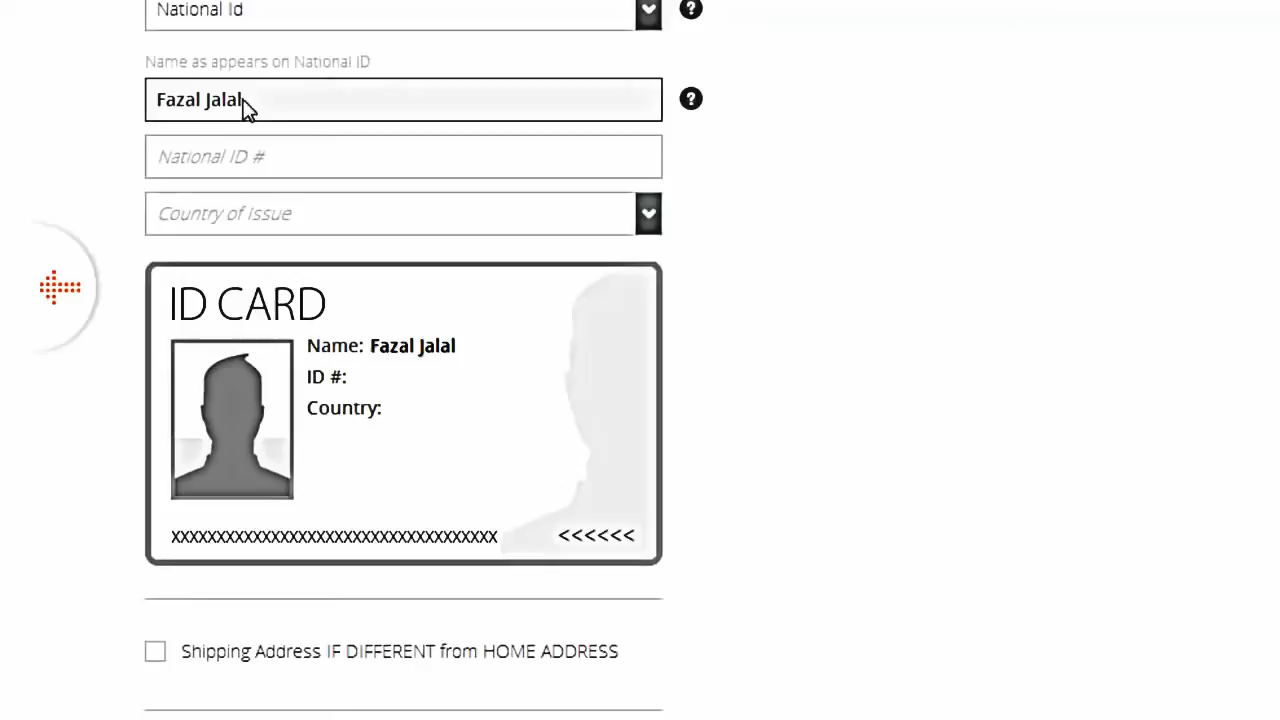 National Id
?
Name as appears on National ID
Fazal Jalal
?
National ID #
Country of Issue
ID CARD
Name: Fazal Jalal
ID #:
Country:
XXXXXXXXXXXXXXXXXXXXXXXXXXXXXXXXXXXX <<<<<<
Shipping Address IF DIFFERENT from HOME ADDRESS